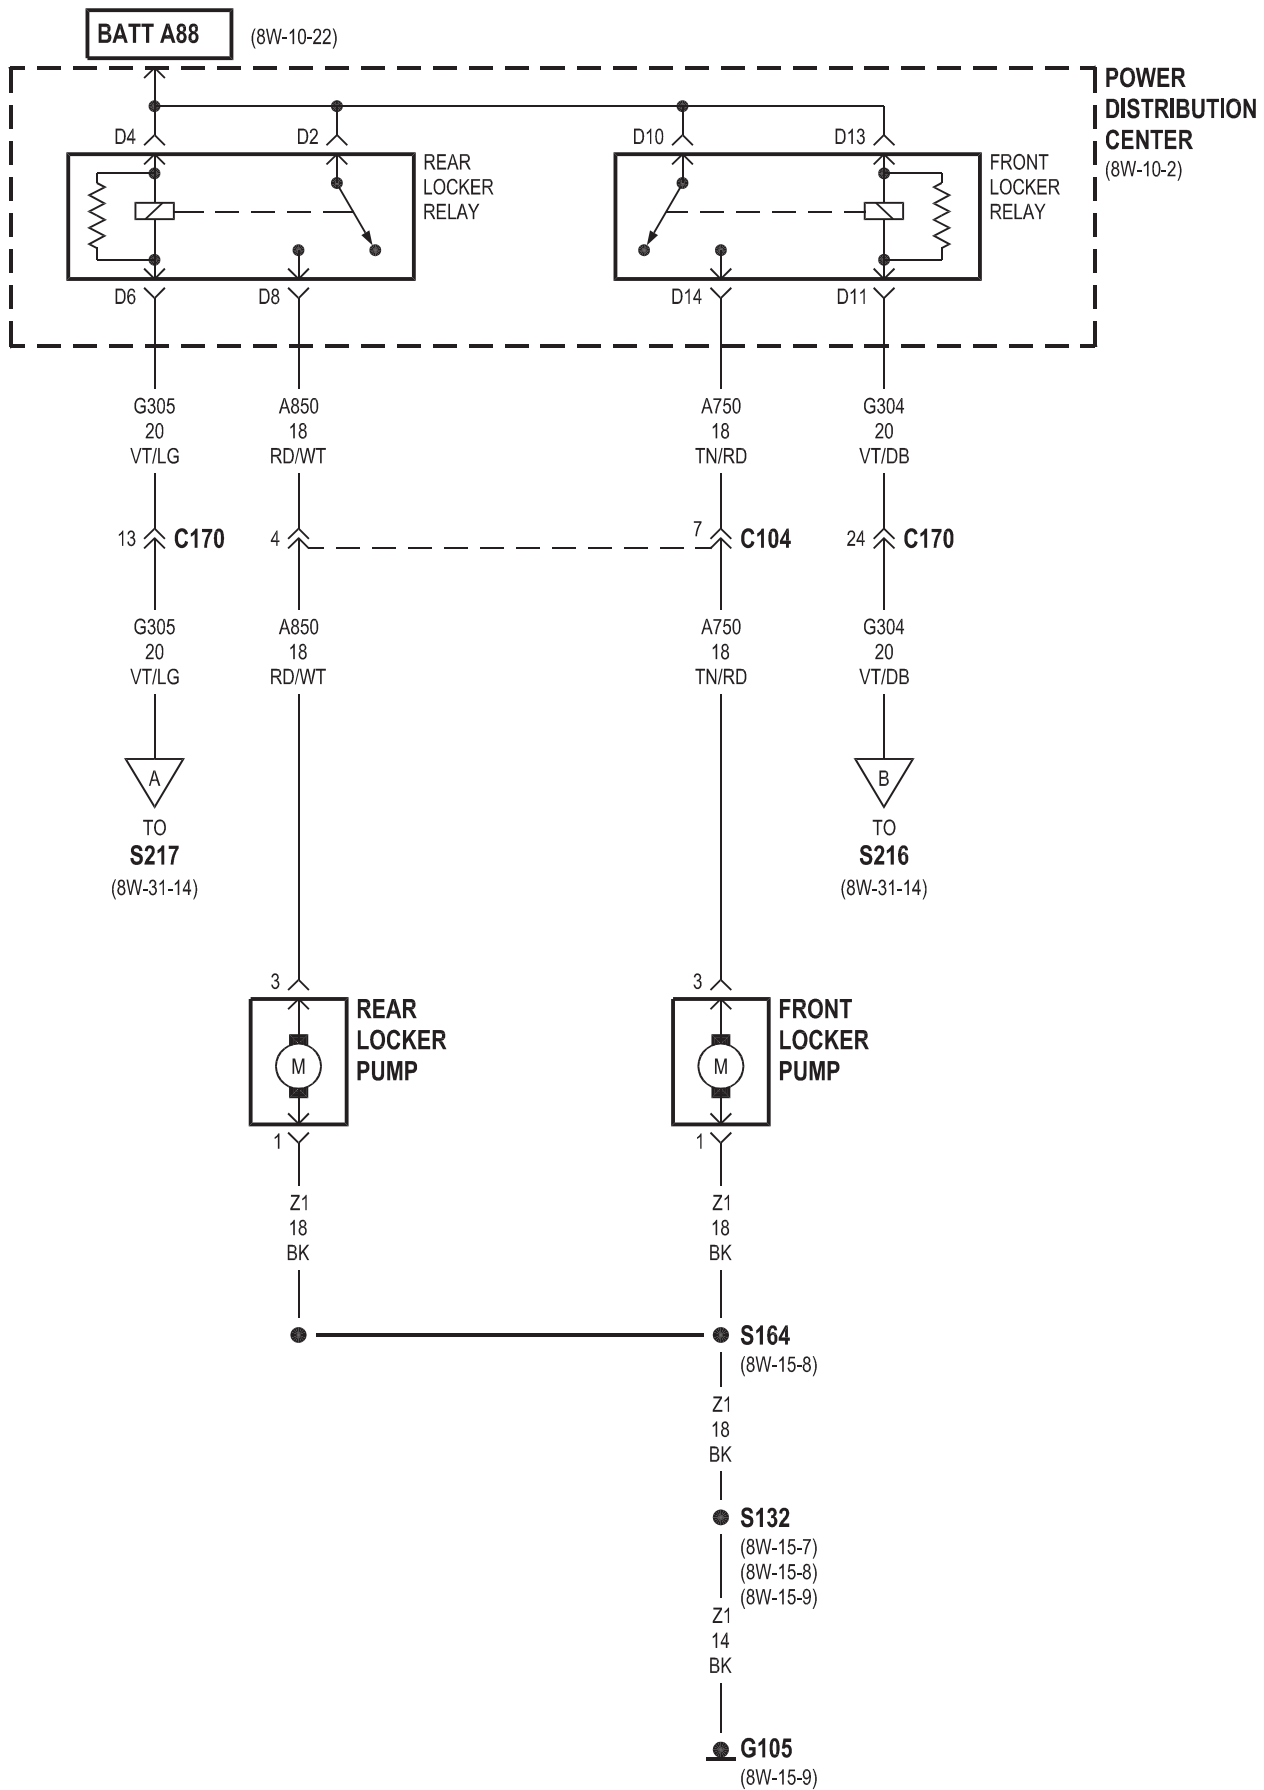 BATT A88
(8W-10-22)
POWER
DISTRIBUTION
CENTER
(8W-10-2)
D4
D2
D10
D13
REAR
LOCKER
RELAY
FRONT
LOCKER
RELAY
D6
D8
D14
D11
G305
20
VT/LG
A850
18
RD/WT
A750
18
TN/RD
G304
20
VT/DB
13
C170
4
7
C104
24
C170
G305
20
VT/LG
A850
18
RD/WT
A750
18
TN/RD
G304
20
VT/DB
A
TO
S217
(8W-31-14)
B
TO
S216
(8W-31-14)
3
REAR
LOCKER
PUMP
M
1
3
FRONT
LOCKER
PUMP
M
1
Z1
18
BK
Z1
18
BK
S164
(8W-15-8)
Z1
18
BK
S132
(8W-15-7)
(8W-15-8)
(8W-15-9)
Z1
14
BK
G105
(8W-15-9)